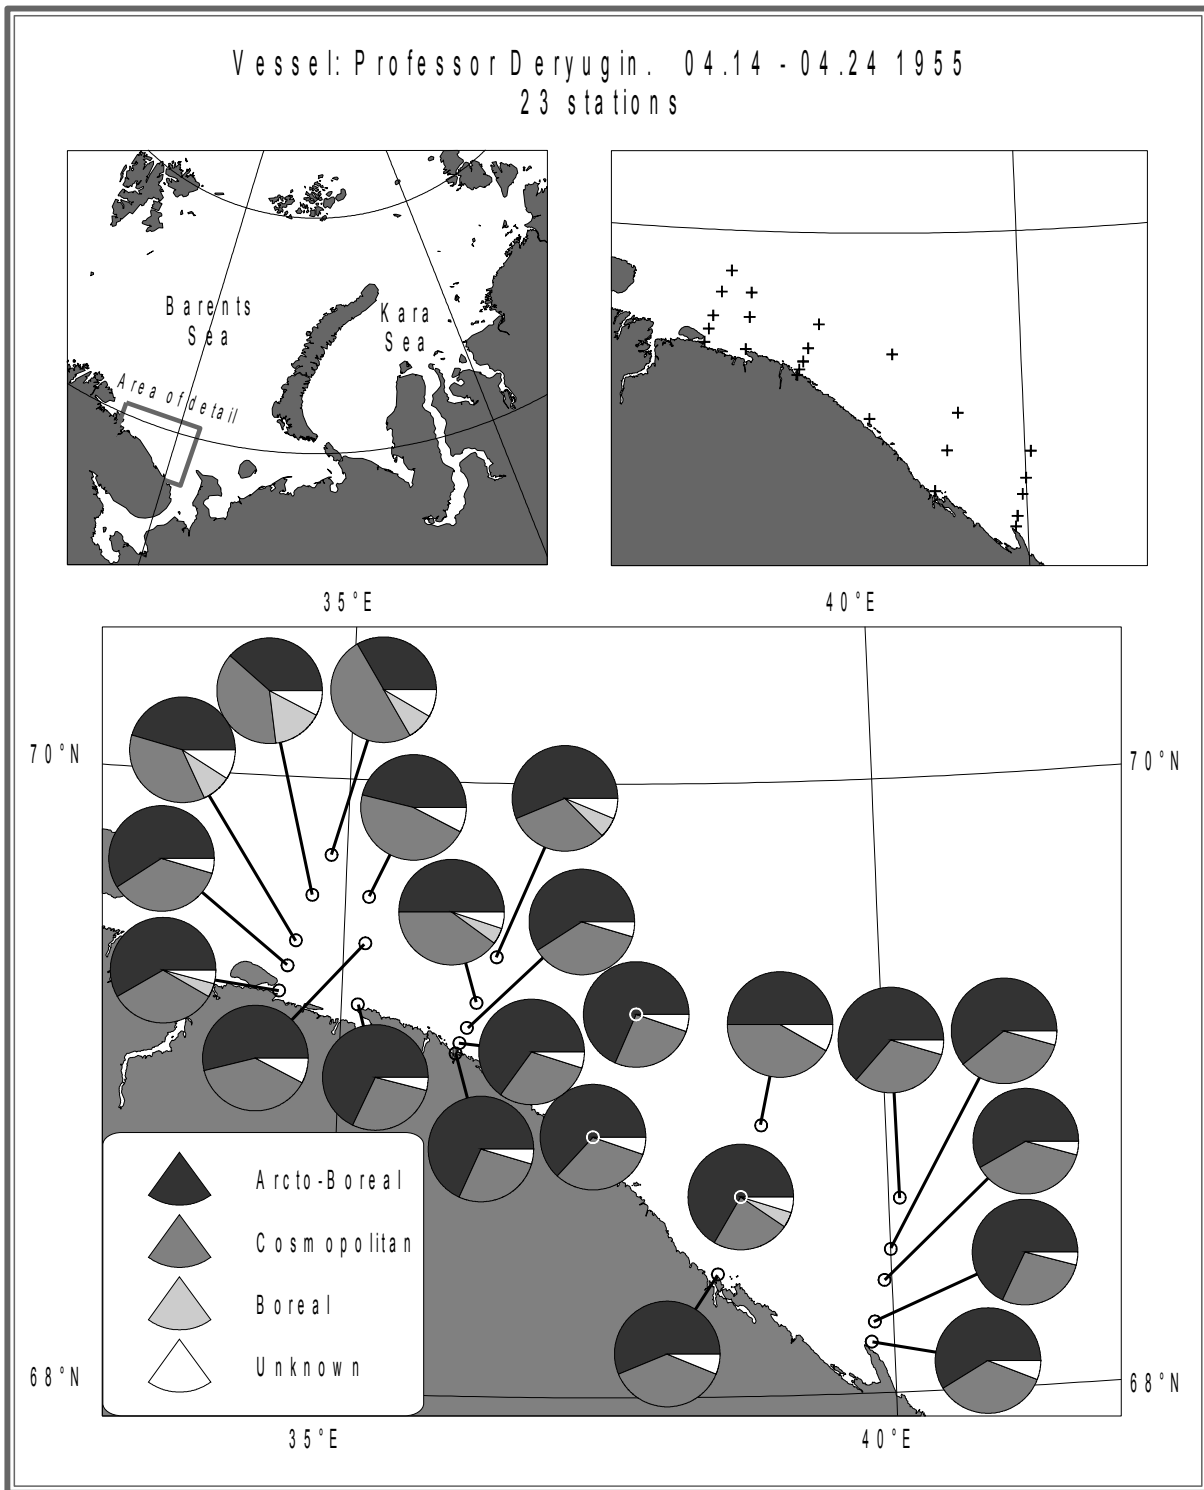 Vessel: Professor Deryugin. 04.14 - 04.24 1955
23 stations
Barents
Sea
Kara
Sea
Area of detail
35°E
40°E
70°N
70°N
Arcto-Boreal
Cosmopolitan
Boreal
Unknown
68°N
68°N
35°E
40°E